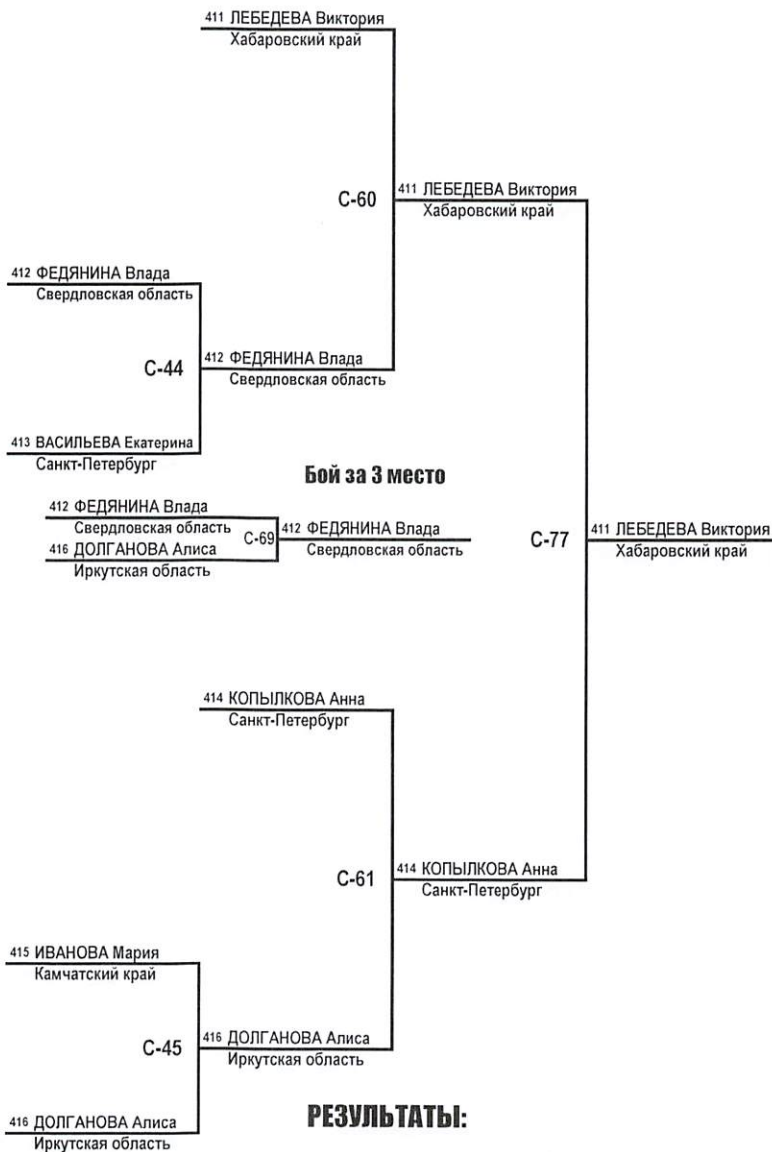 411 ЛЕБЕДЕВА Виктория
Хабаровский край
С-60
411 ЛЕБЕДЕВА Виктория
Хабаровский край
412 ФЕДЯНИНА Влада
Свердловская область
С-44
412 ФЕДЯНИНА Влада
Свердловская область
413 ВАСИЛЬЕВА Екатерина
Санкт-Петербург
Бой за 3 место
412 ФЕДЯНИНА Влада
Свердловская область
416 ДОЛГАНОВА Алиса
Иркутская область
С-69
412 ФЕДЯНИНА Влада
Свердловская область
С-77
411 ЛЕБЕДЕВА Виктория
Хабаровский край
414 КОПЫЛКОВА Анна
Санкт-Петербург
С-61
414 КОПЫЛКОВА Анна
Санкт-Петербург
415 ИВАНОВА Мария
Камчатский край
С-45
416 ДОЛГАНОВА Алиса
Иркутская область
416 ДОЛГАНОВА Алиса
Иркутская область
РЕЗУЛЬТАТЫ: